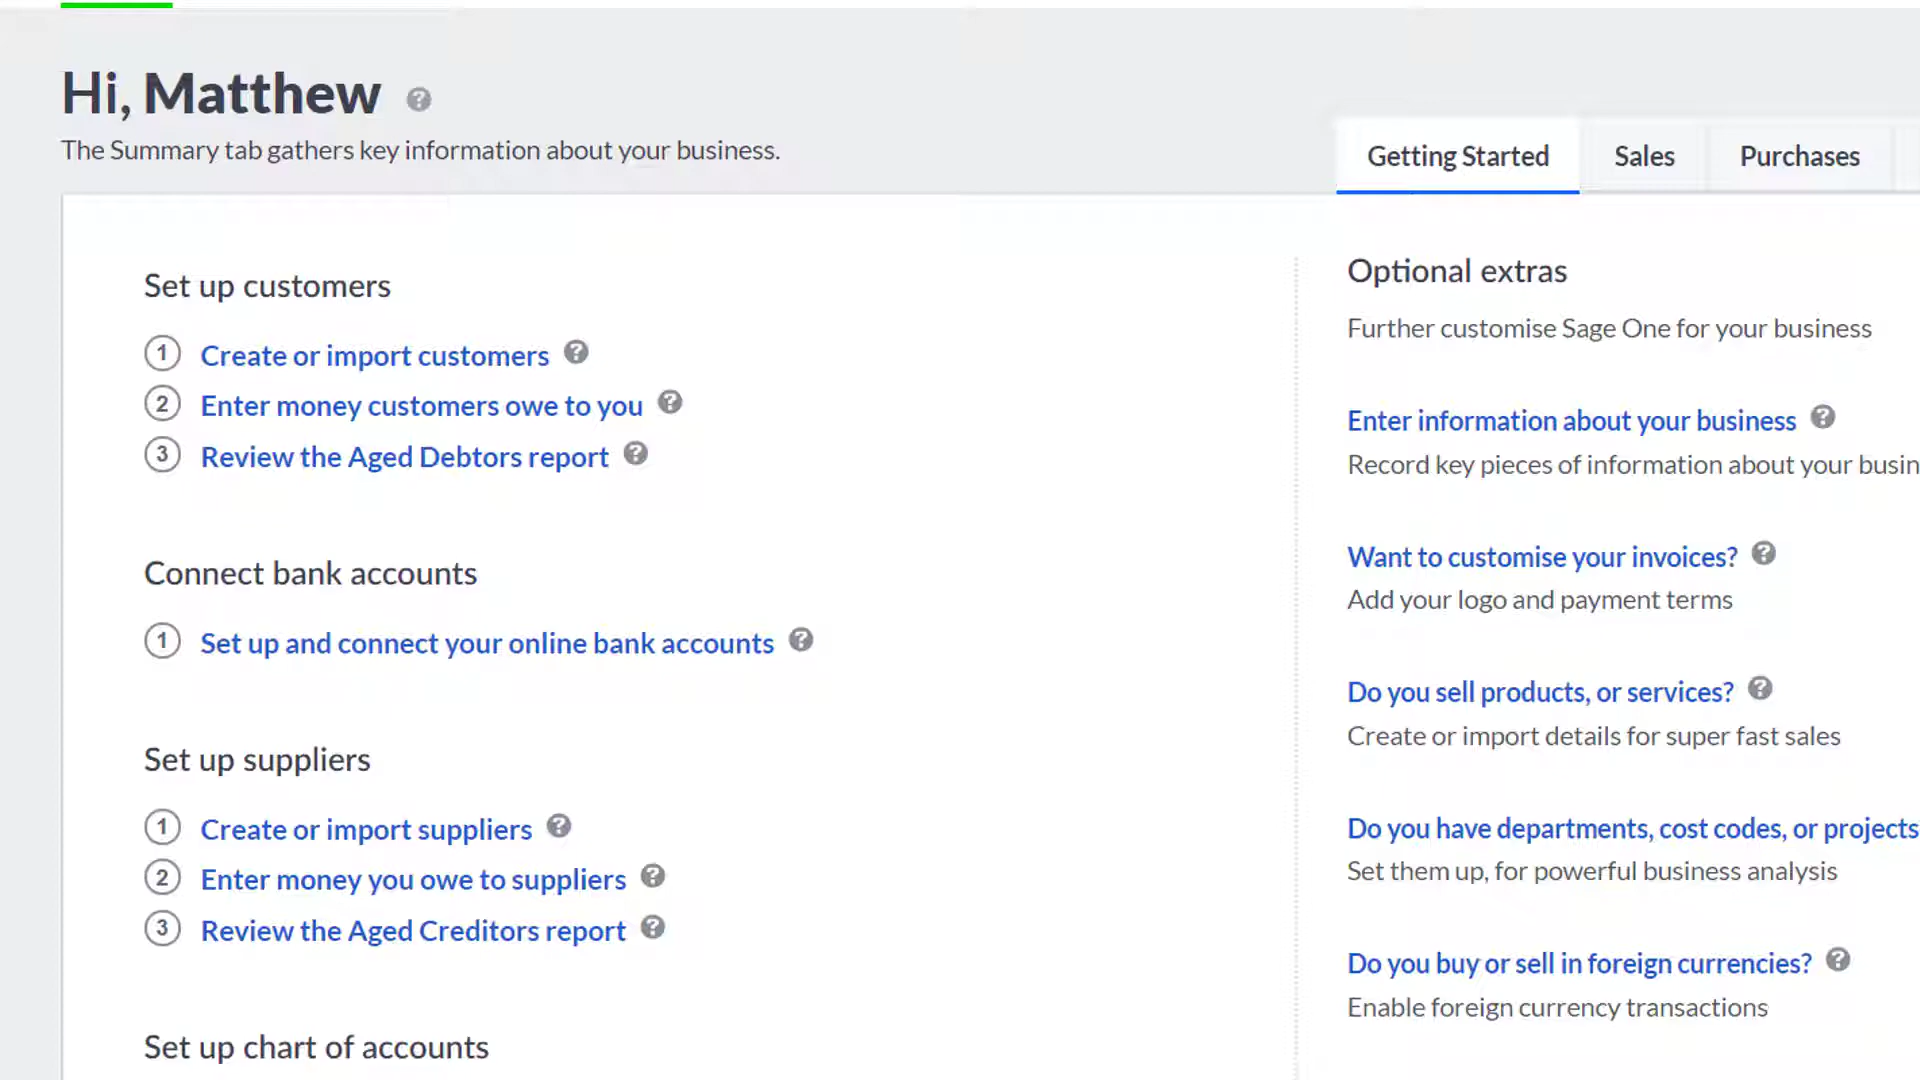 Hi, Matthew
The Summary tab gathers key information about your business.
Getting Started
Sales
Purchases
Set up customers
1 Create or import customers
2 Enter money customers owe to you
3 Review the Aged Debtors report
Connect bank accounts
1 Set up and connect your online bank accounts
Set up suppliers
1 Create or import suppliers
2 Enter money you owe to suppliers
3 Review the Aged Creditors report
Set up chart of accounts
Optional extras
Further customise Sage One for your business
Enter information about your business
Record key pieces of information about your busin
Want to customise your invoices?
Add your logo and payment terms
Do you sell products, or services?
Create or import details for super fast sales
Do you have departments, cost codes, or projects
Set them up, for powerful business analysis
Do you buy or sell in foreign currencies?
Enable foreign currency transactions